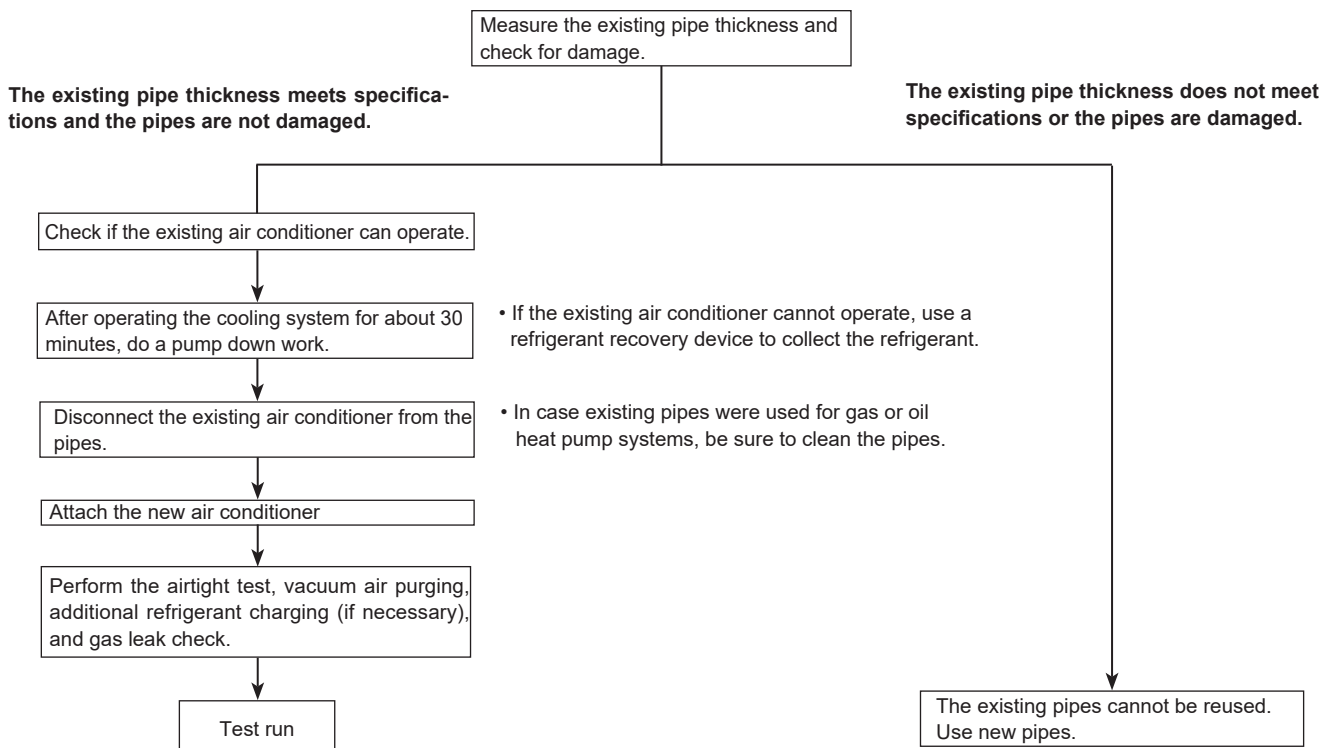 Measure the existing pipe thickness and
check for damage.
The existing pipe thickness meets specifica-
tions and the pipes are not damaged.
The existing pipe thickness does not meet
specifications or the pipes are damaged.
Check if the existing air conditioner can operate.
After operating the cooling system for about 30
minutes, do a pump down work.
• If the existing air conditioner cannot operate, use a
refrigerant recovery device to collect the refrigerant.
Disconnect the existing air conditioner from the
pipes.
• In case existing pipes were used for gas or oil
heat pump systems, be sure to clean the pipes.
Attach the new air conditioner
Perform the airtight test, vacuum air purging,
additional refrigerant charging (if necessary),
and gas leak check.
Test run
The existing pipes cannot be reused.
Use new pipes.